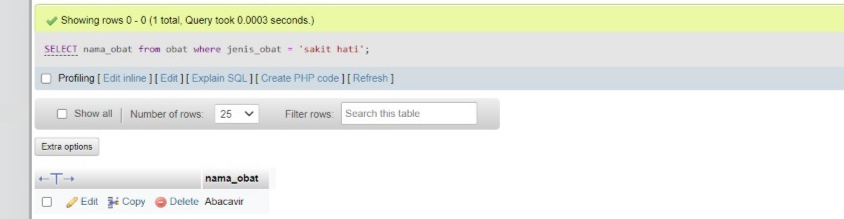 Showing rows 0 - 0 (1 total, Query took 0.0003 seconds.)
SELECT nama_obat from obat where jenis_obat = 'sakit hati';
Profiling [ Edit inline ] [ Edit ] [ Explain SQL ] [ Create PHP code ] [ Refresh ]
Show all Number of rows: 25 Filter rows: Search this table
Extra options
←T→ nama_obat
Edit Copy Delete Abacavir